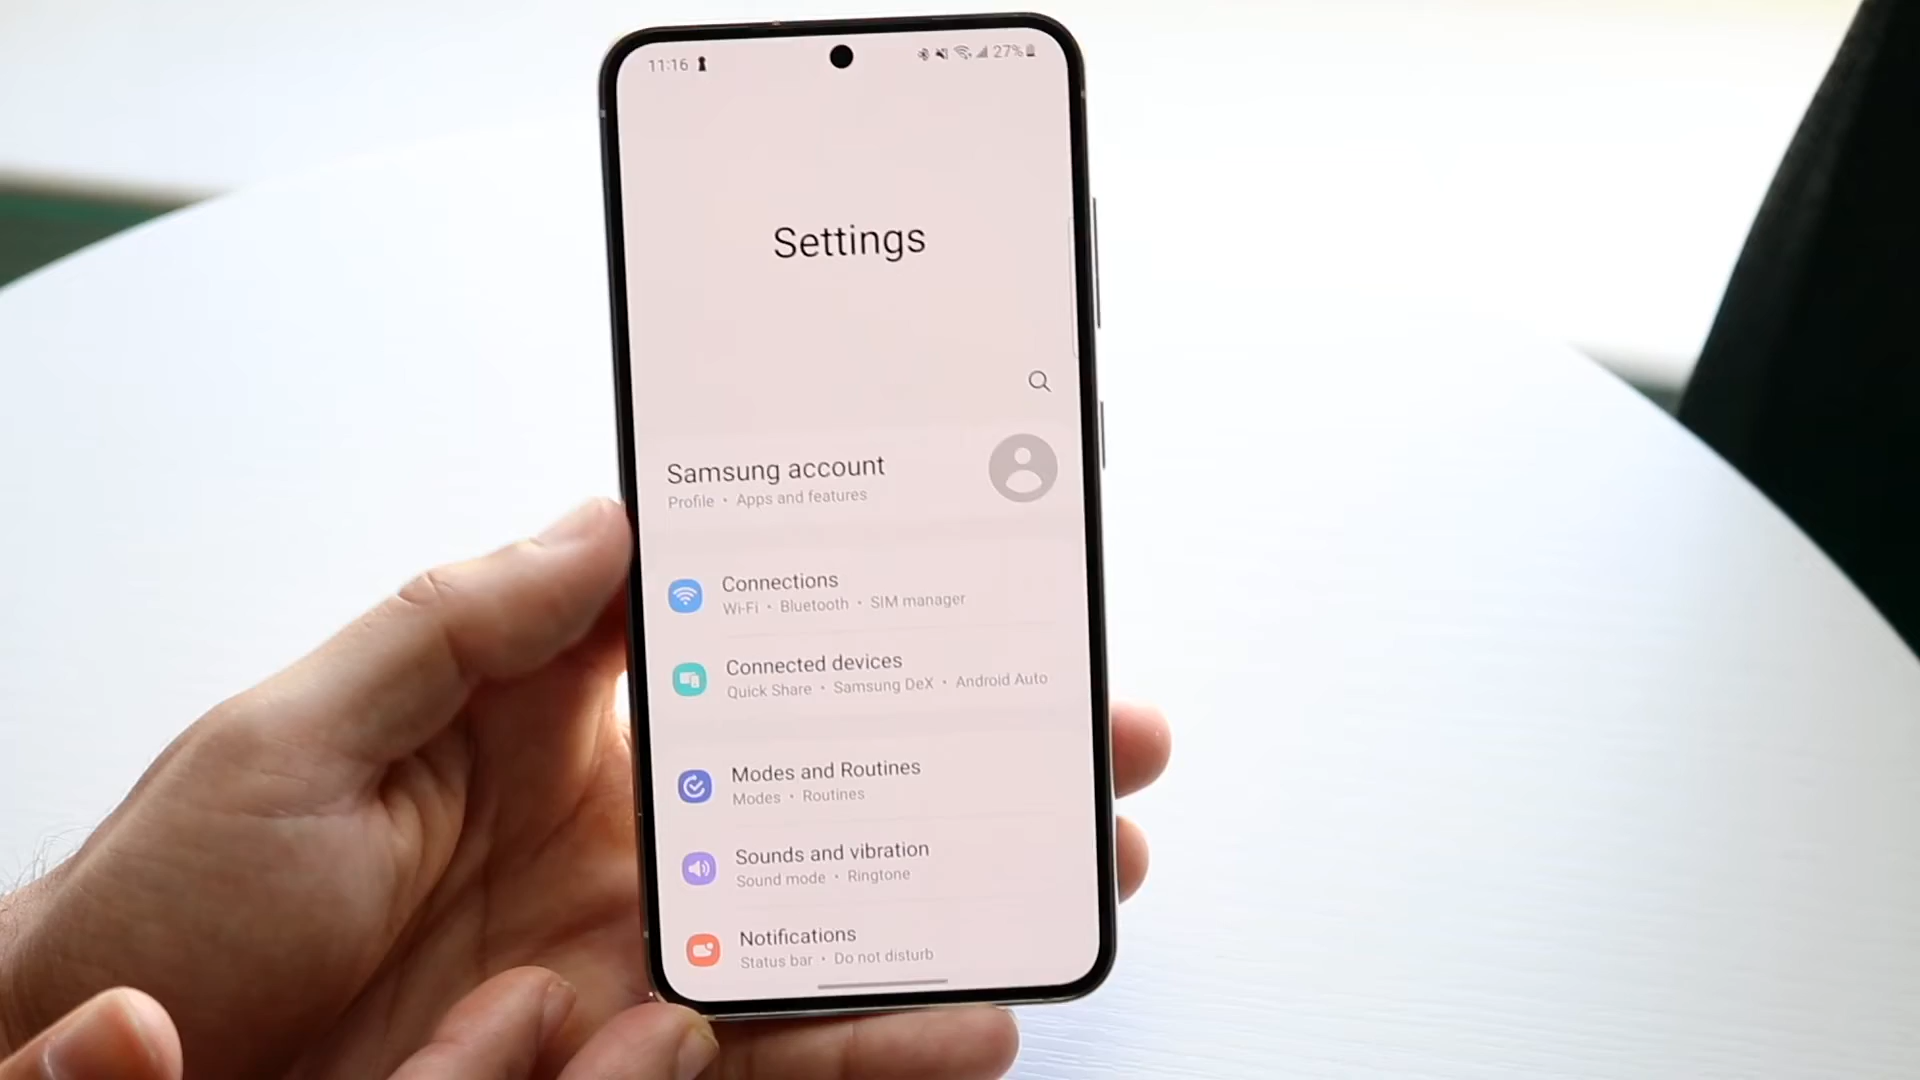 11:16 27%
Settings
Samsung account
Profile • Apps and features
Connections
Wi-Fi • Bluetooth • SIM manager
Connected devices
Quick Share • Samsung DeX • Android Auto
Modes and Routines
Modes • Routines
Sounds and vibration
Sound mode • Ringtone
Notifications
Status bar • Do not disturb